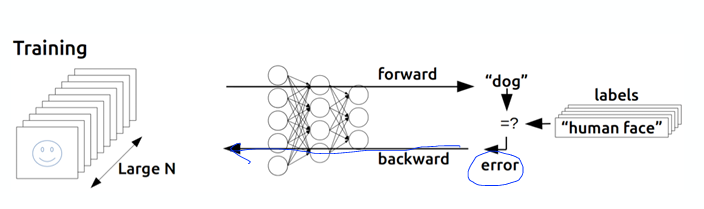 Training
forward
"dog"
labels
=?
"human face"
Large N
backward
error